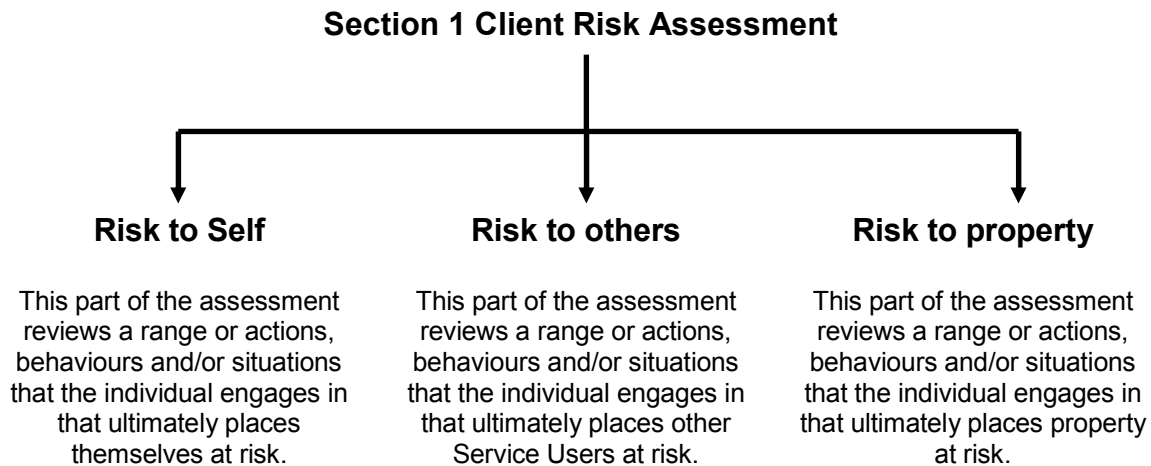 Section 1 Client Risk Assessment
Risk to Self
This part of the assessment
reviews a range or actions,
behaviours and/or situations
that the individual engages in
that ultimately places
themselves at risk.
Risk to others
This part of the assessment
reviews a range or actions,
behaviours and/or situations
that the individual engages in
that ultimately places other
Service Users at risk.
Risk to property
This part of the assessment
reviews a range or actions,
behaviours and/or situations
that the individual engages in
that ultimately places property
at risk.